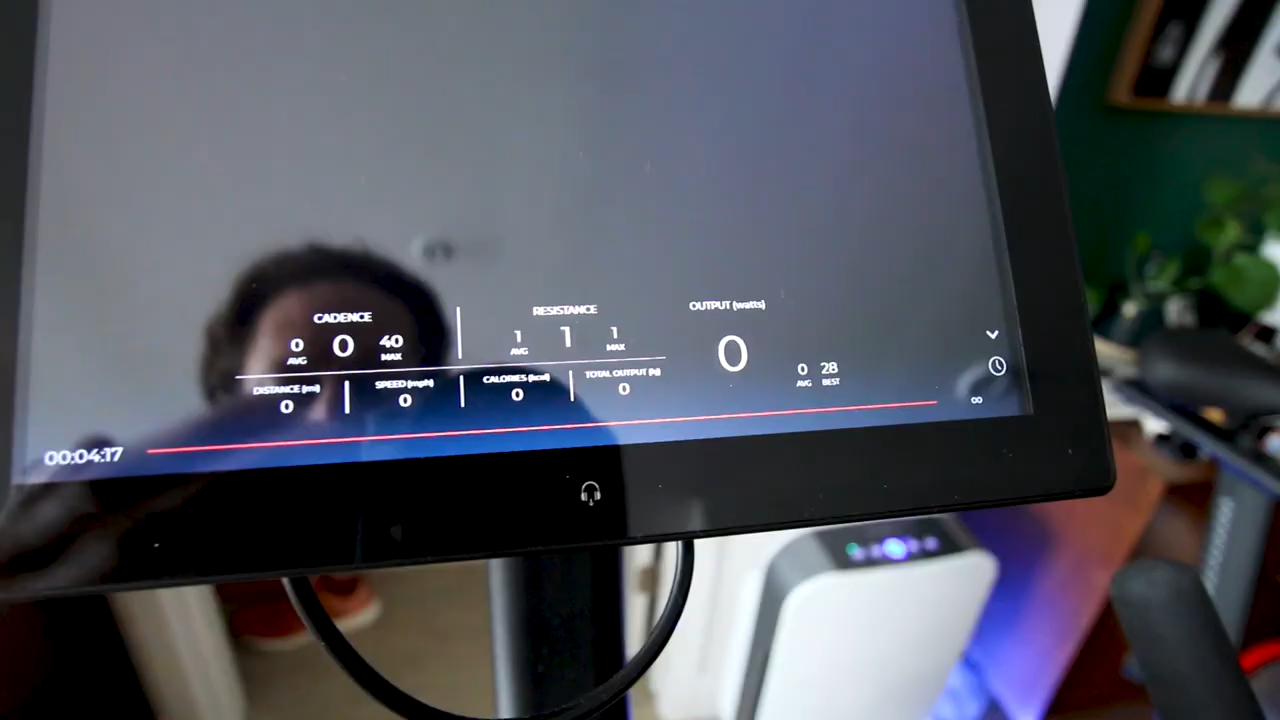 CADENCE
0 AVG 0 40 MAX
RESISTANCE
1 AVG 1 1 MAX
OUTPUT (watts)
0
0 AVG 28 BEST
DISTANCE (mi)
0
SPEED (mph)
0
CALORIES (kcal)
0
TOTAL OUTPUT (kj)
0
∞
00:04:17